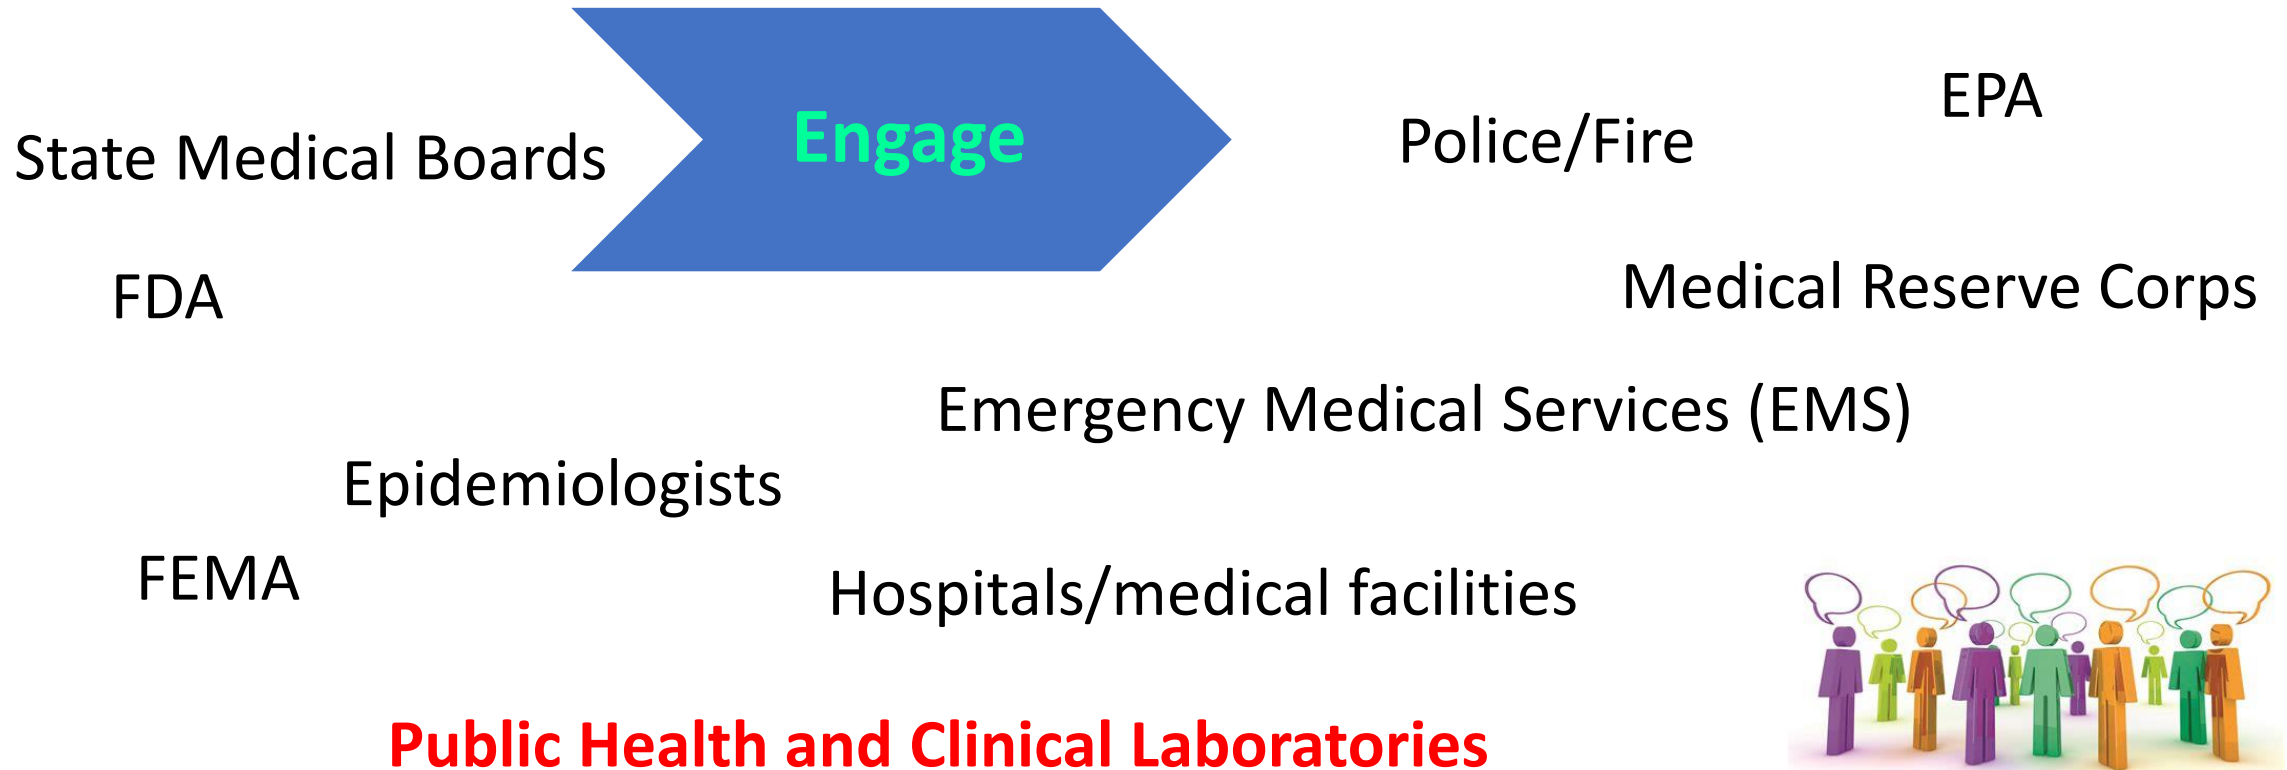 Engage
EPA
Police/Fire
State Medical Boards
FDA
Medical Reserve Corps
Emergency Medical Services (EMS)
Epidemiologists
FEMA
Hospitals/medical facilities
Public Health and Clinical Laboratories